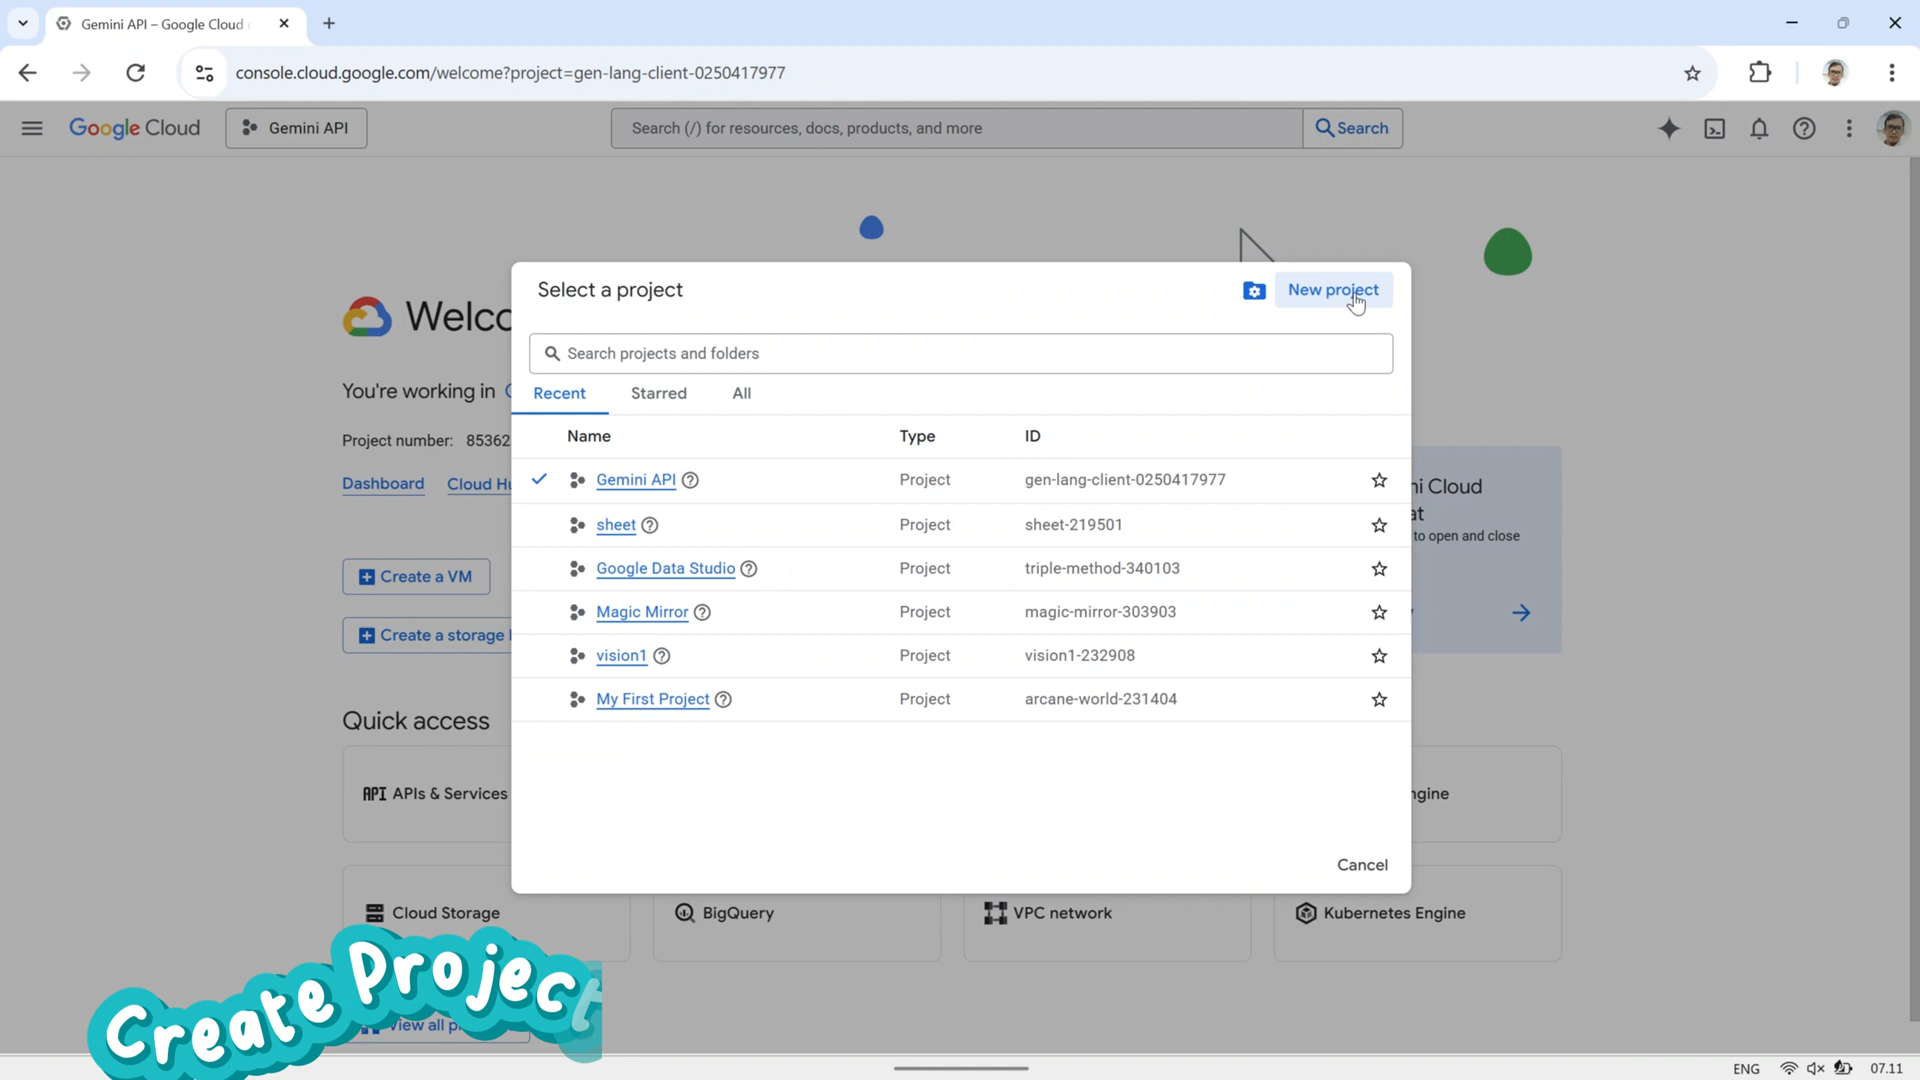 Gemini API – Google Cloud
console.cloud.google.com/welcome?project=gen-lang-client-0250417977
Google Cloud
Gemini API
Search (/) for resources, docs, products, and more
Search
Select a project
New project
Welco
Search projects and folders
You're working in
Recent
Starred
All
Project number: 85362
Name
Type
ID
Dashboard
Cloud Hu
Gemini API
Project
gen-lang-client-0250417977
ni Cloud
at
to open and close
sheet
Project
sheet-219501
Google Data Studio
Project
triple-method-340103
Create a VM
Magic Mirror
Project
magic-mirror-303903
Create a storage
vision1
Project
vision1-232908
My First Project
Project
arcane-world-231404
Quick access
API APIs & Services
ngine
Cancel
Cloud Storage
BigQuery
VPC network
Kubernetes Engine
Create Project
View all p
ENG
07.11